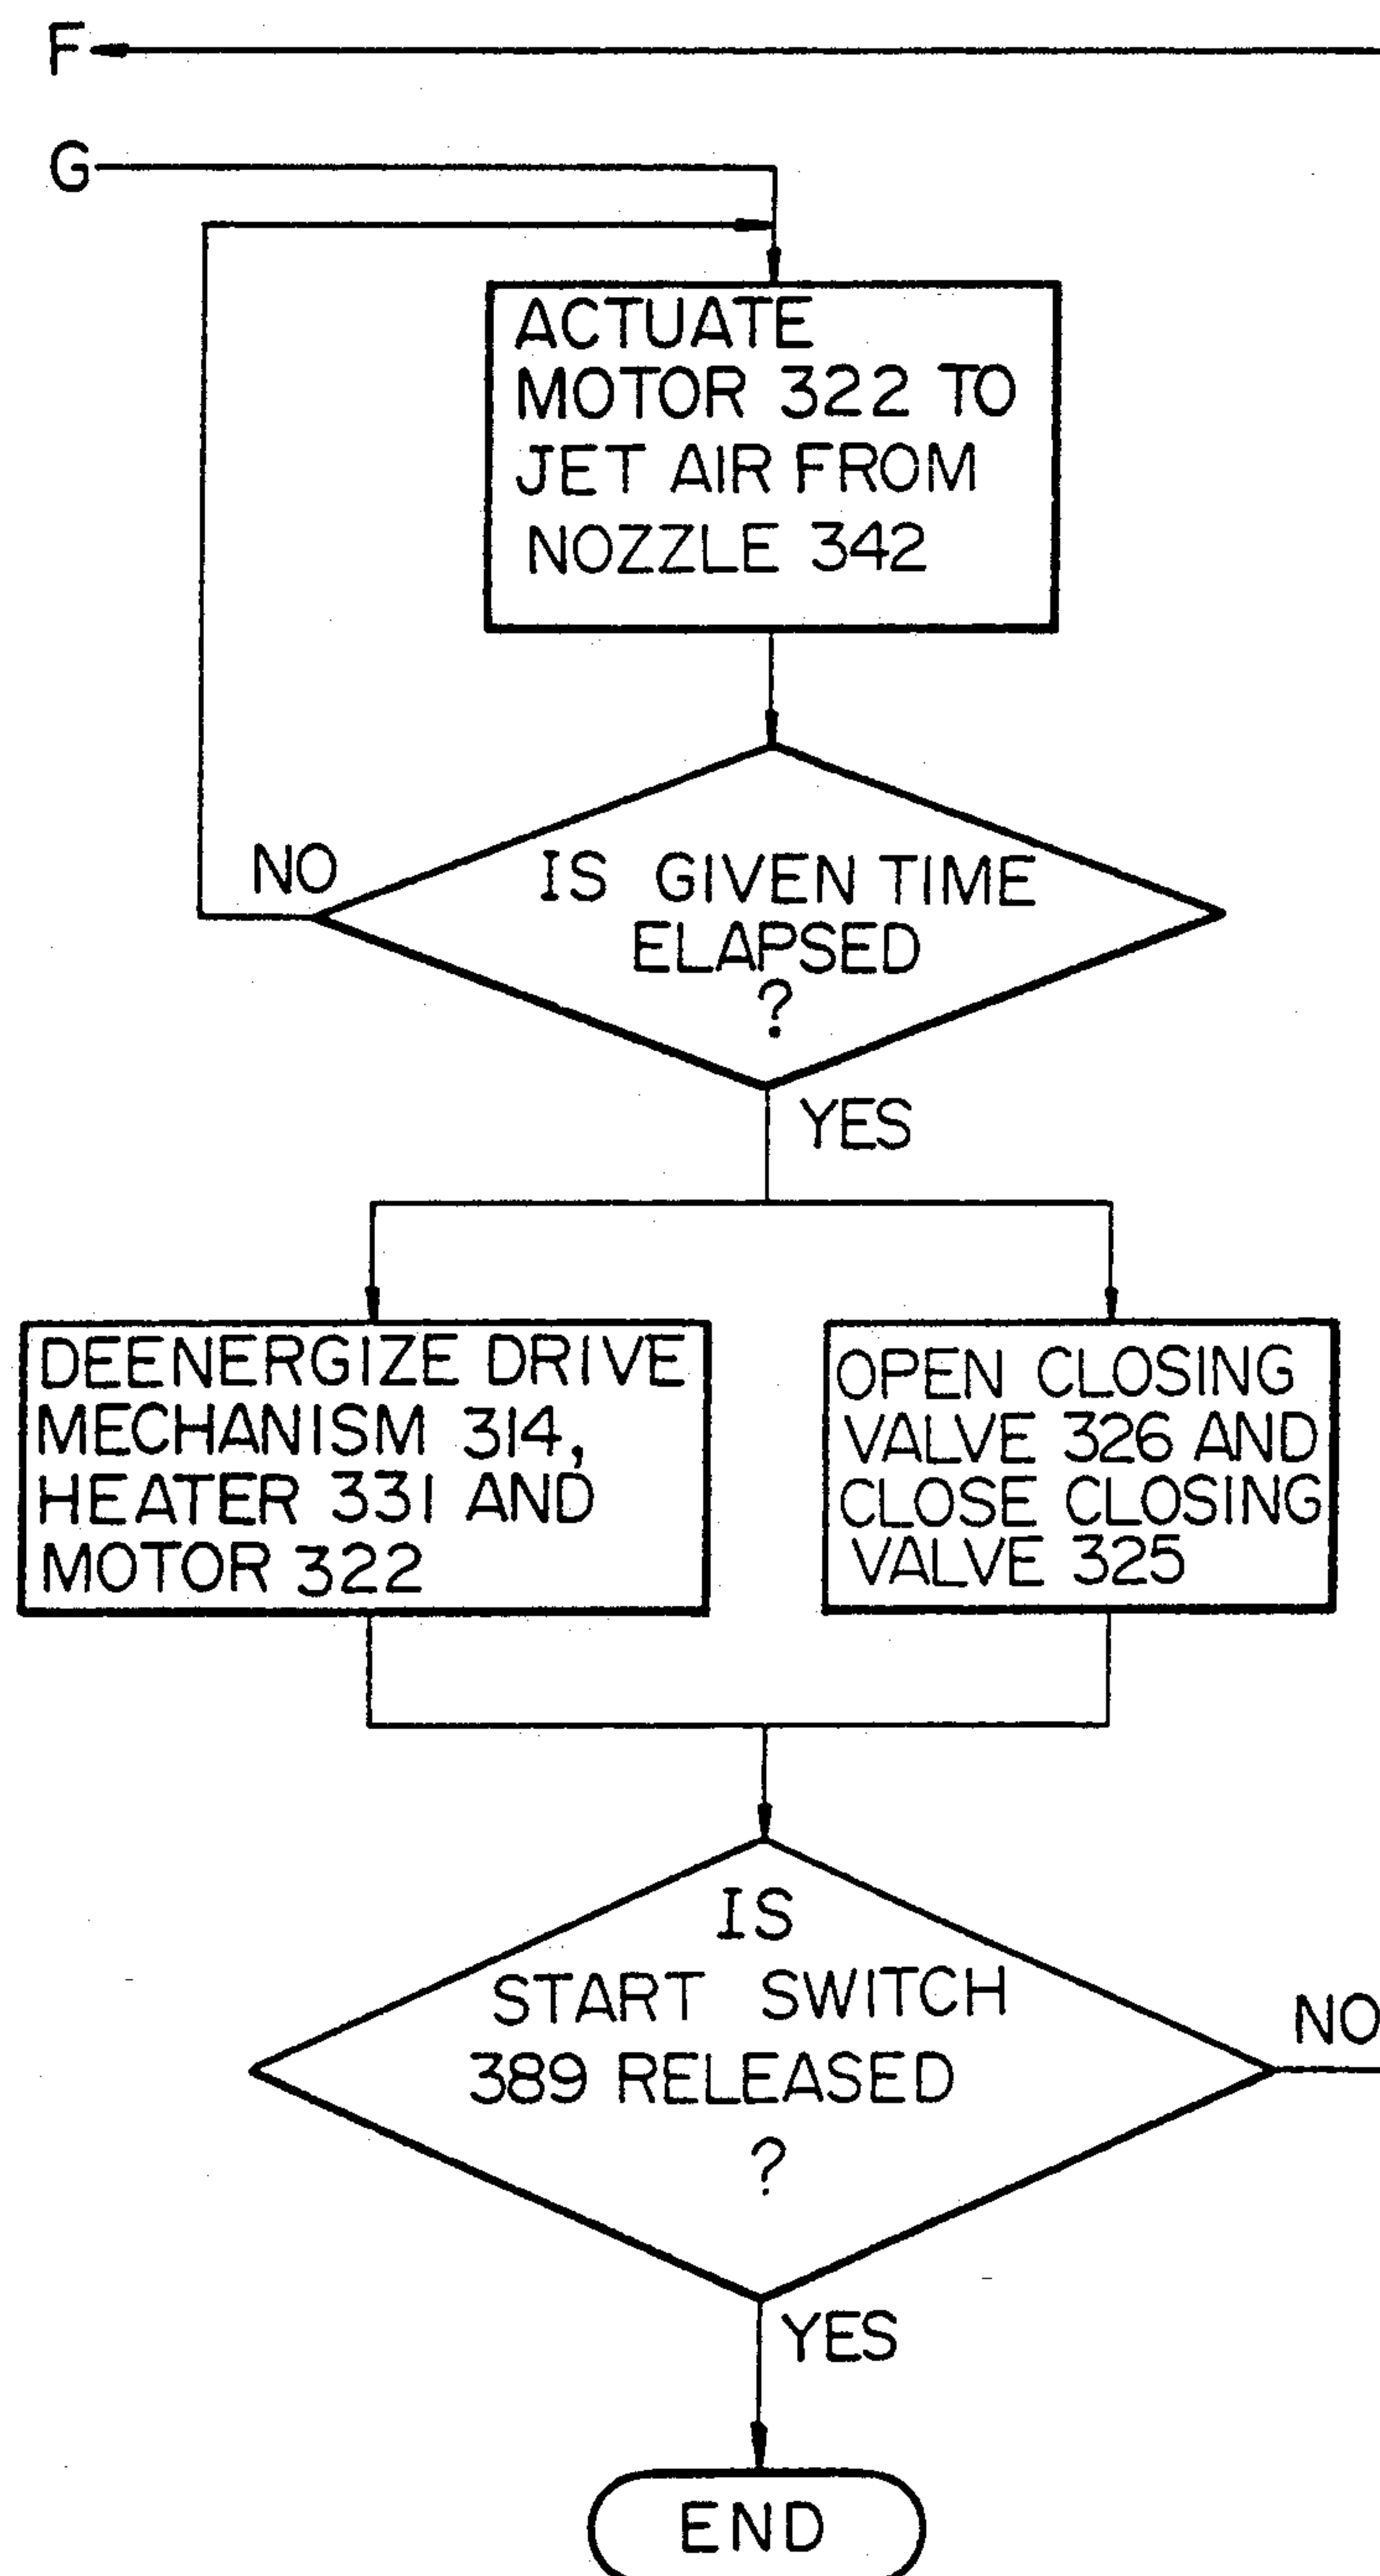 F
G
ACTUATE
MOTOR 322 TO
JET AIR FROM
NOZZLE 342
NO
IS GIVEN TIME
ELAPSED
?
YES
DEENERGIZE DRIVE
MECHANISM 314,
HEATER 331 AND
MOTOR 322
OPEN CLOSING
VALVE 326 AND
CLOSE CLOSING
VALVE 325
IS
START SWITCH
389 RELEASED
?
NO
YES
END